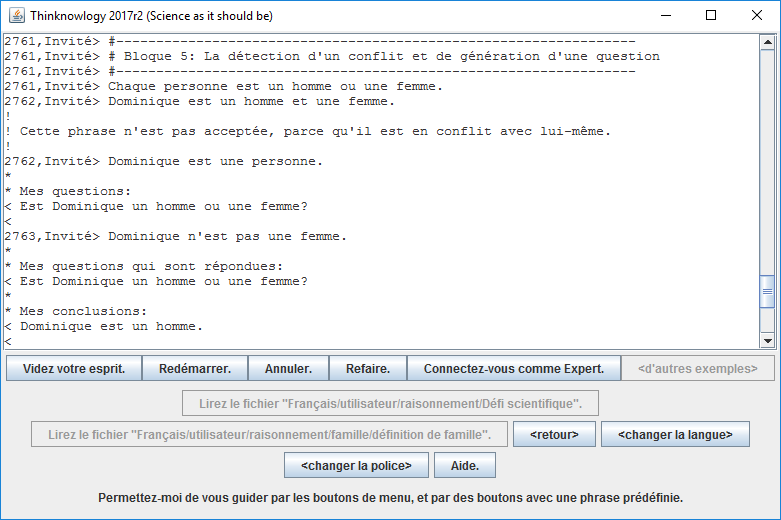 Thinknowlogy 2017r2 (Science as it should be)
2761,Invité> #-----------------------------------------------------------------
2761,Invité> # Bloque 5: La détection d'un conflit et de génération d'une question
2761,Invité> #-----------------------------------------------------------------
2761,Invité> Chaque personne est un homme ou une femme.
2762,Invité> Dominique est un homme et une femme.
!
! Cette phrase n'est pas acceptée, parce qu'il est en conflit avec lui-même.
!
2762,Invité> Dominique est une personne.
*
* Mes questions:
< Est Dominique un homme ou une femme?
<
2763,Invité> Dominique n'est pas une femme.
*
* Mes questions qui sont répondues:
< Est Dominique un homme ou une femme?
*
* Mes conclusions:
< Dominique est un homme.
<
Videz votre esprit. Redémarrer. Annuler. Refaire. Connectez-vous comme Expert. <d'autres exemples>
Lirez le fichier "Français/utilisateur/raisonnement/Défi scientifique".
Lirez le fichier "Français/utilisateur/raisonnement/famille/définition de famille". <retour> <changer la langue>
<changer la police> Aide.
Permettez-moi de vous guider par les boutons de menu, et par des boutons avec une phrase prédéfinie.